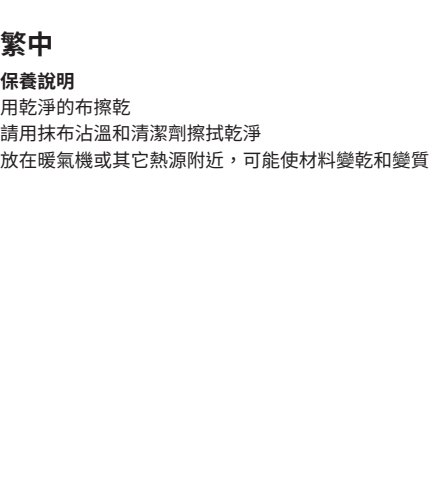 繁中
保養說明
用乾淨的布擦乾
請用抹布沾溫和清潔劑擦拭乾淨
放在暖氣機或其它熱源附近，可能使材料變乾和變質